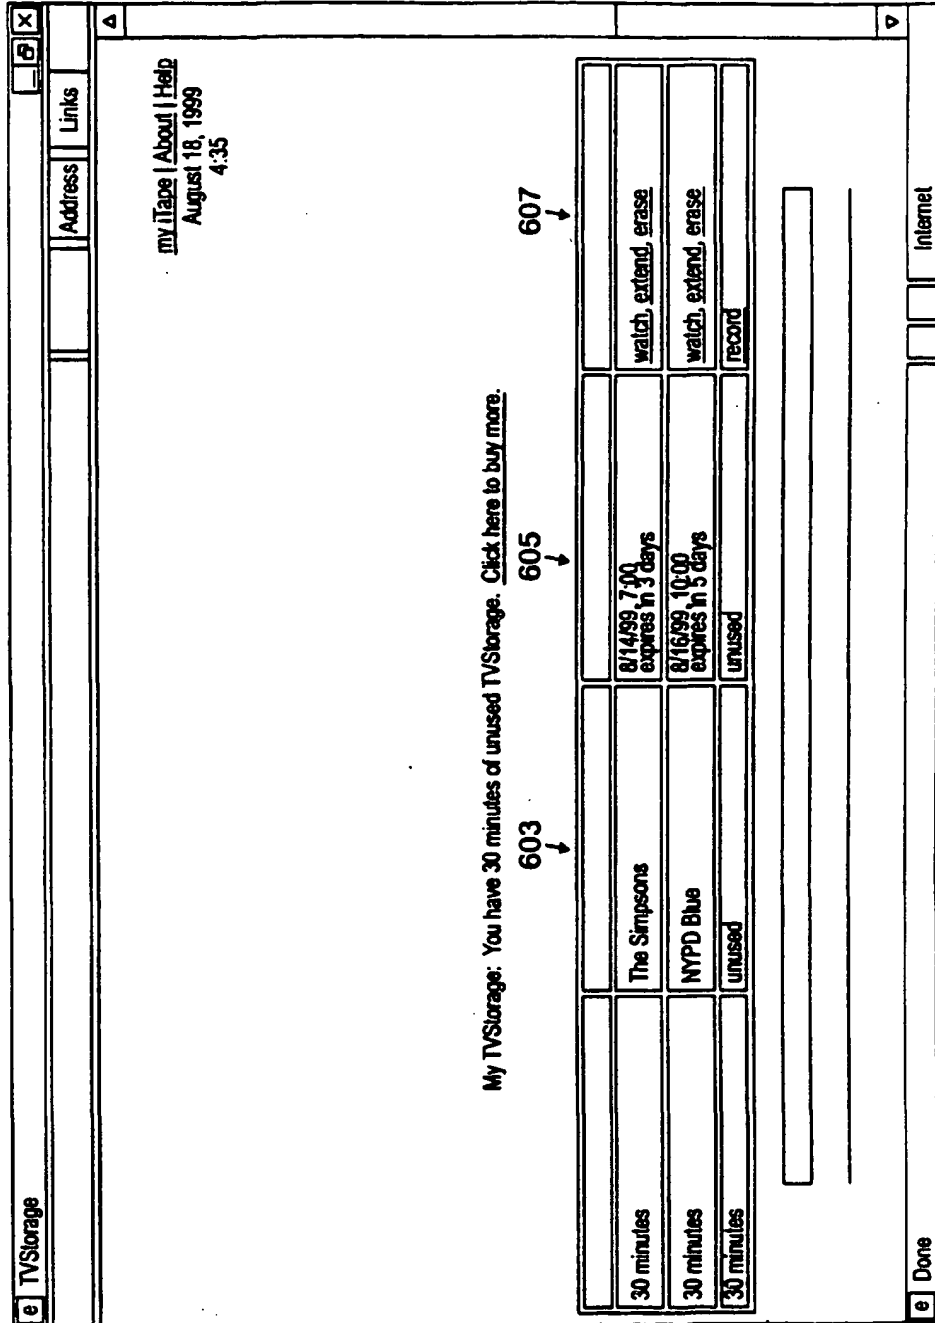 e TVStorage
Address Links
my iTape | About | Help
August 18, 1999
4:35
My TVStorage: You have 30 minutes of unused TVStorage. Click here to buy more.
603 605 607
30 minutes The Simpsons 8/14/99 7:00 expires in 3 days watch, extend, erase
30 minutes NYPD Blue 8/16/99 10:00 expires in 5 days watch, extend, erase
30 minutes unused unused record
e Done Internet